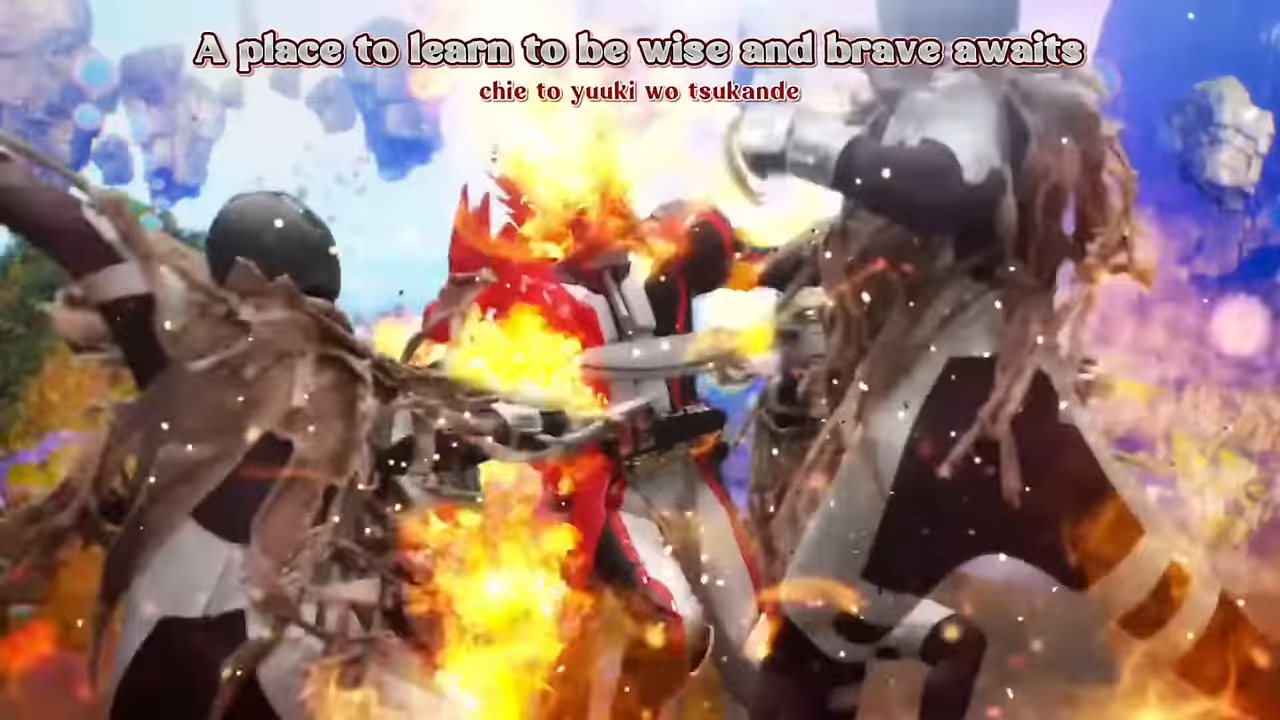 A place to learn to be wise and brave awaits
chie to yuuki wo tsukande